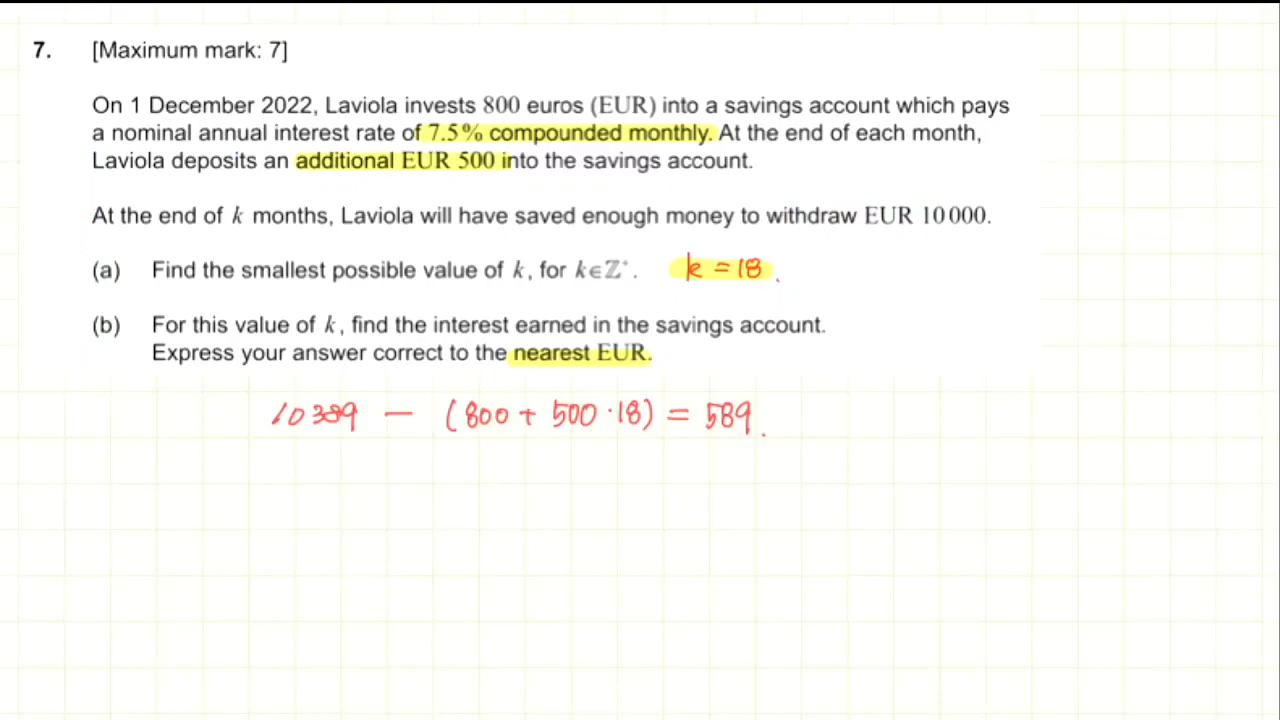 7. [Maximum mark: 7]
On 1 December 2022, Laviola invests 800 euros (EUR) into a savings account which pays
a nominal annual interest rate of 7.5% compounded monthly. At the end of each month,
Laviola deposits an additional EUR 500 into the savings account.
At the end of k months, Laviola will have saved enough money to withdraw EUR 10 000.
(a) Find the smallest possible value of k, for k∈ℤ⁺. k = 18.
(b) For this value of k, find the interest earned in the savings account.
Express your answer correct to the nearest EUR.
10389 − (800 + 500 · 18) = 589.